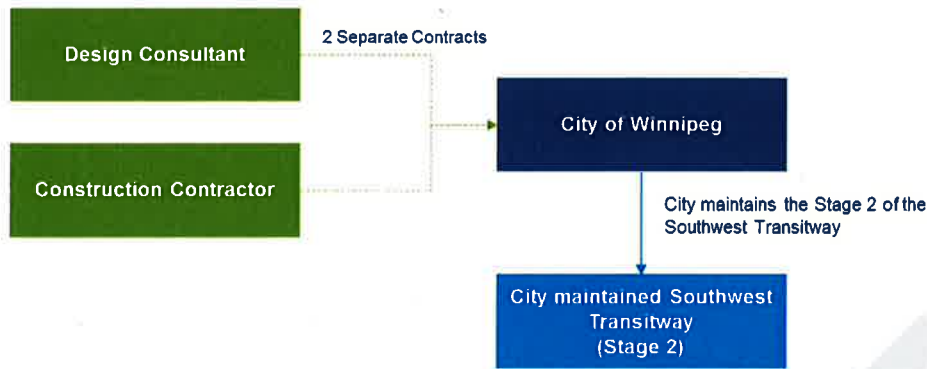 Design Consultant
2 Separate Contracts
City of Winnipeg
Construction Contractor
City maintains the Stage 2 of the
Southwest Transitway
City maintained Southwest
Transitway
(Stage 2)